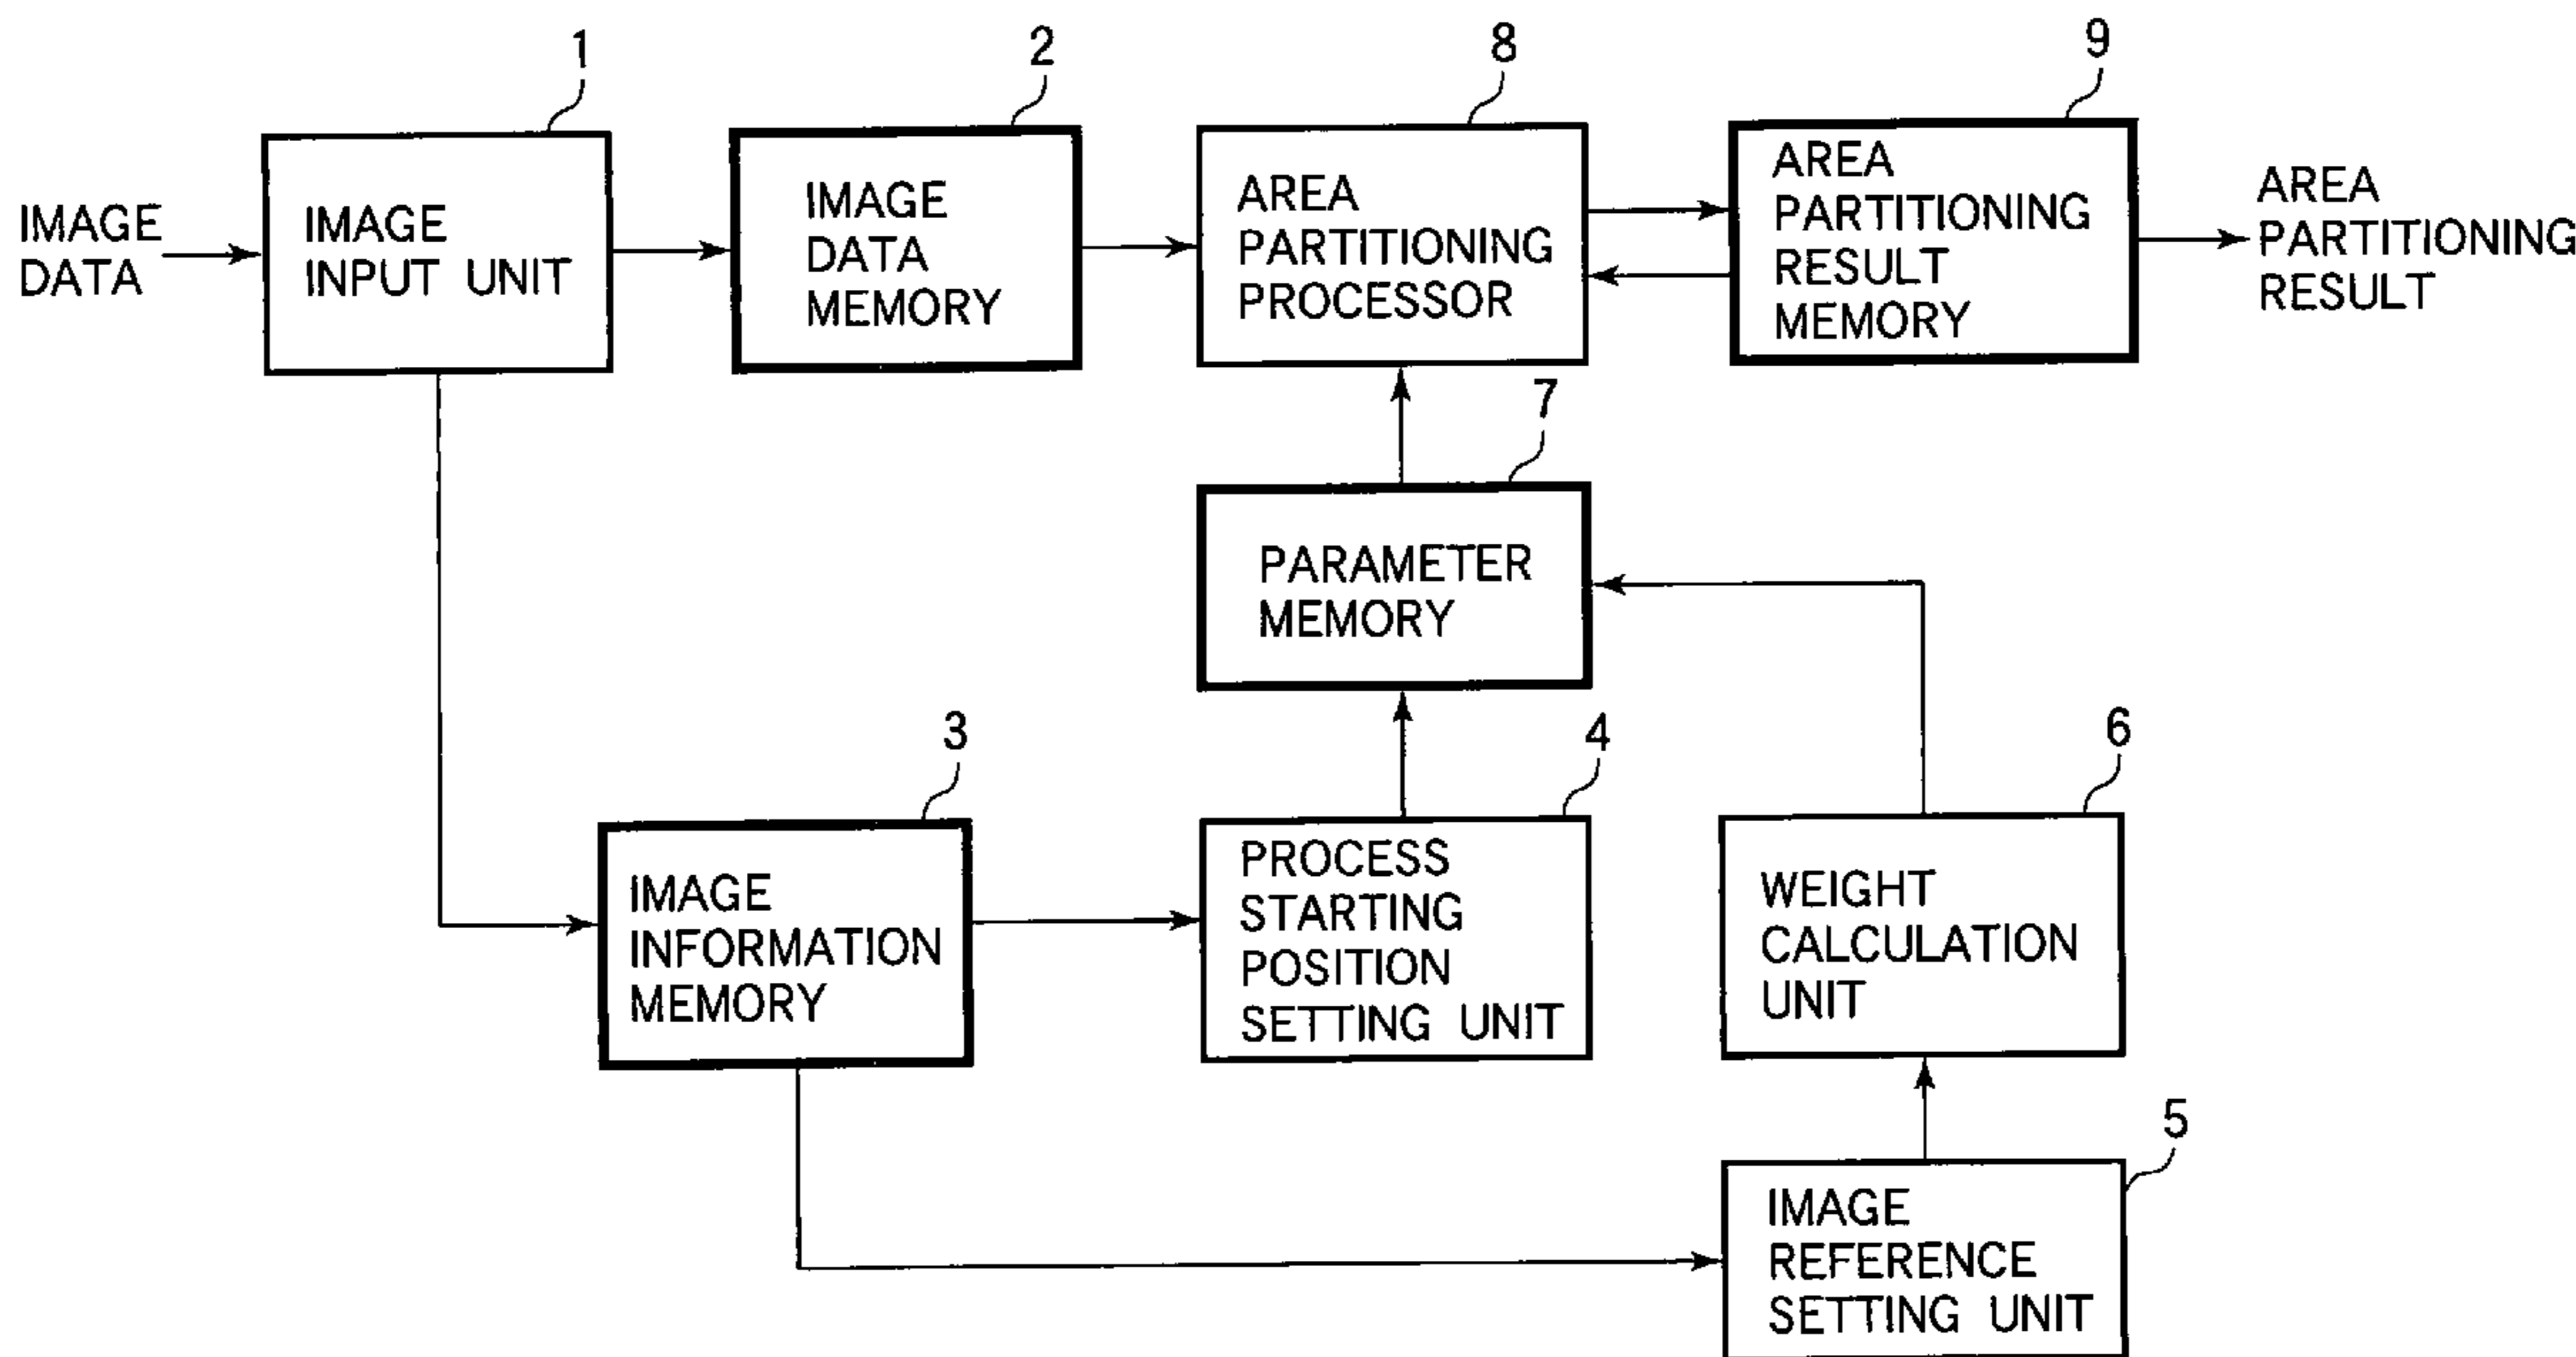 1
2
8
9
IMAGE
DATA
IMAGE
INPUT UNIT
IMAGE
DATA
MEMORY
AREA
PARTITIONING
PROCESSOR
AREA
PARTITIONING
RESULT
MEMORY
AREA
PARTITIONING
RESULT
7
PARAMETER
MEMORY
3
4
6
IMAGE
INFORMATION
MEMORY
PROCESS
STARTING
POSITION
SETTING UNIT
WEIGHT
CALCULATION
UNIT
5
IMAGE
REFERENCE
SETTING UNIT